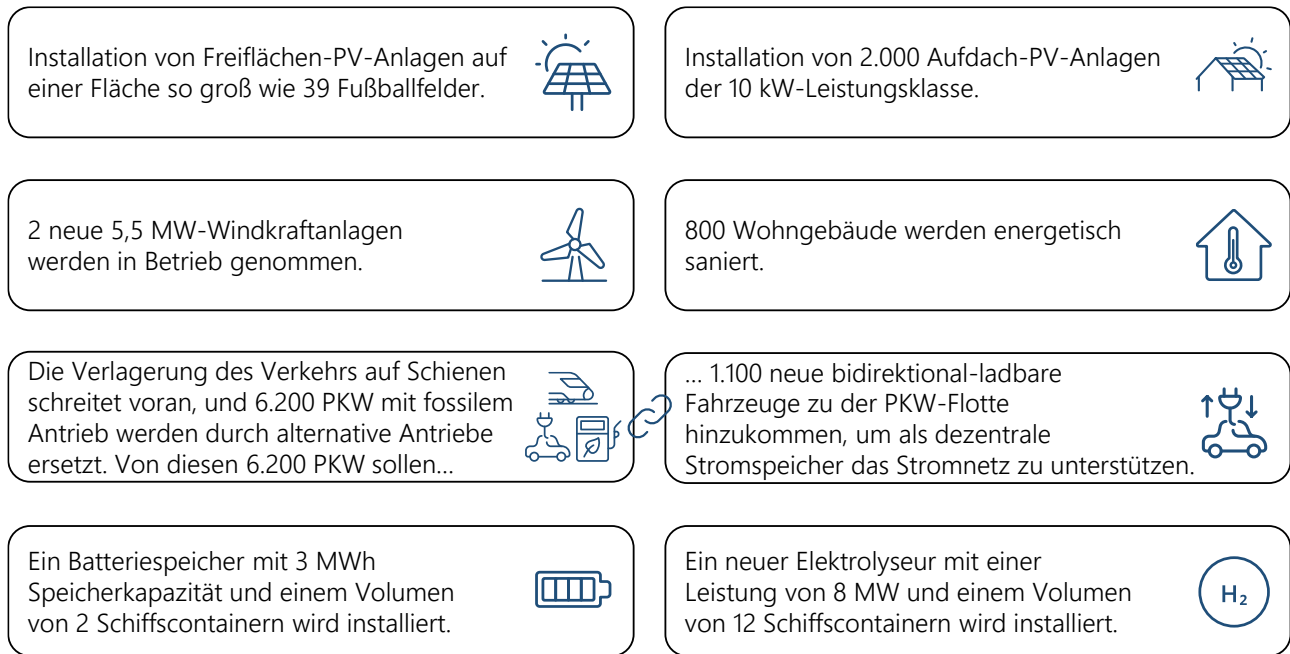 Installation von Freiflächen-PV-Anlagen auf
einer Fläche so groß wie 39 Fußballfelder.
Installation von 2.000 Aufdach-PV-Anlagen
der 10 kW-Leistungsklasse.
2 neue 5,5 MW-Windkraftanlagen
werden in Betrieb genommen.
800 Wohngebäude werden energetisch
saniert.
Die Verlagerung des Verkehrs auf Schienen
schreitet voran, und 6.200 PKW mit fossilem
Antrieb werden durch alternative Antriebe
ersetzt. Von diesen 6.200 PKW sollen…
… 1.100 neue bidirektional-ladbare
Fahrzeuge zu der PKW-Flotte
hinzukommen, um als dezentrale
Stromspeicher das Stromnetz zu unterstützen.
Ein Batteriespeicher mit 3 MWh
Speicherkapazität und einem Volumen
von 2 Schiffscontainern wird installiert.
Ein neuer Elektrolyseur mit einer
Leistung von 8 MW und einem Volumen
von 12 Schiffscontainern wird installiert.
H₂